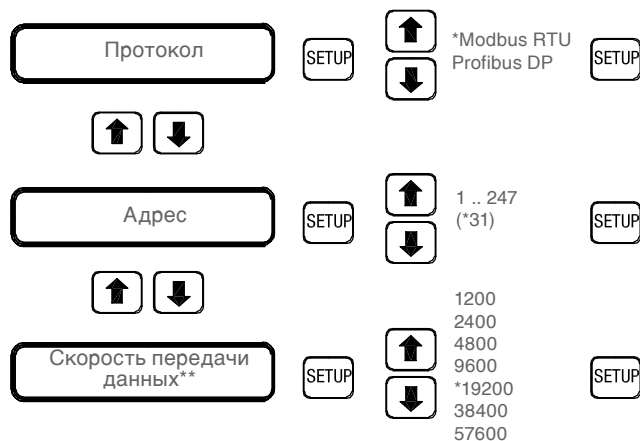 Протокол
SETUP
*Modbus RTU
Profibus DP
SETUP
Адрес
SETUP
1 .. 247
(*31)
SETUP
Скорость передачи
данных**
SETUP
1200
2400
4800
9600
*19200
38400
57600
SETUP